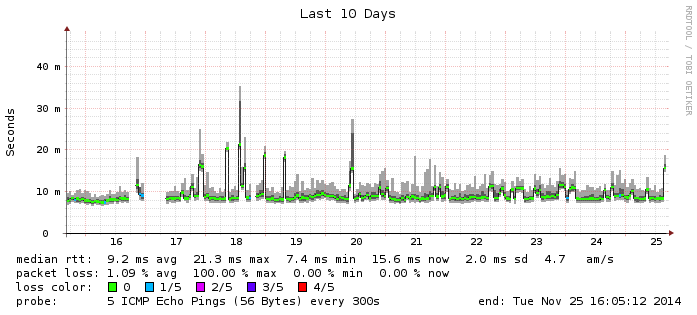 Last 10 Days
RRDTOOL / TOBI OETIKER
Seconds
40 m
30 m
20 m
10 m
0
16 17 18 19 20 21 22 23 24 25
median rtt: 9.2 ms avg 21.3 ms max 7.4 ms min 15.6 ms now 2.0 ms sd 4.7 am/s
packet loss: 1.09 % avg 100.00 % max 0.00 % min 0.00 % now
loss color: 0 1/5 2/5 3/5 4/5
probe: 5 ICMP Echo Pings (56 Bytes) every 300s end: Tue Nov 25 16:05:12 2014